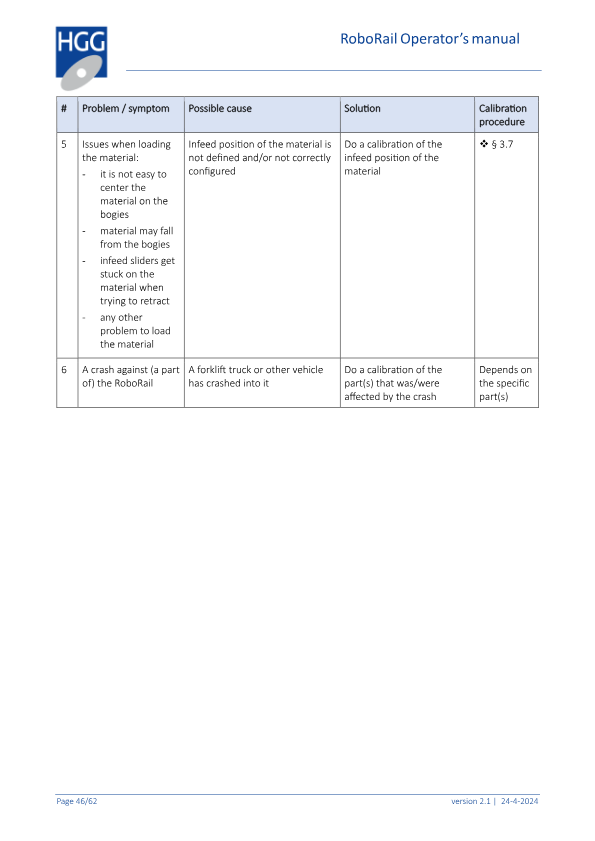 HGG
RoboRail Operator's manual
# Problem / symptom Possible cause Solution Calibration procedure
5 Issues when loading the material:
- it is not easy to center the material on the bogies
- material may fall from the bogies
- infeed sliders get stuck on the material when trying to retract
- any other problem to load the material
Infeed position of the material is not defined and/or not correctly configured
Do a calibration of the infeed position of the material
❖ § 3.7
6 A crash against (a part of) the RoboRail
A forklift truck or other vehicle has crashed into it
Do a calibration of the part(s) that was/were affected by the crash
Depends on the specific part(s)
Page 46/62
version 2.1 | 24-4-2024